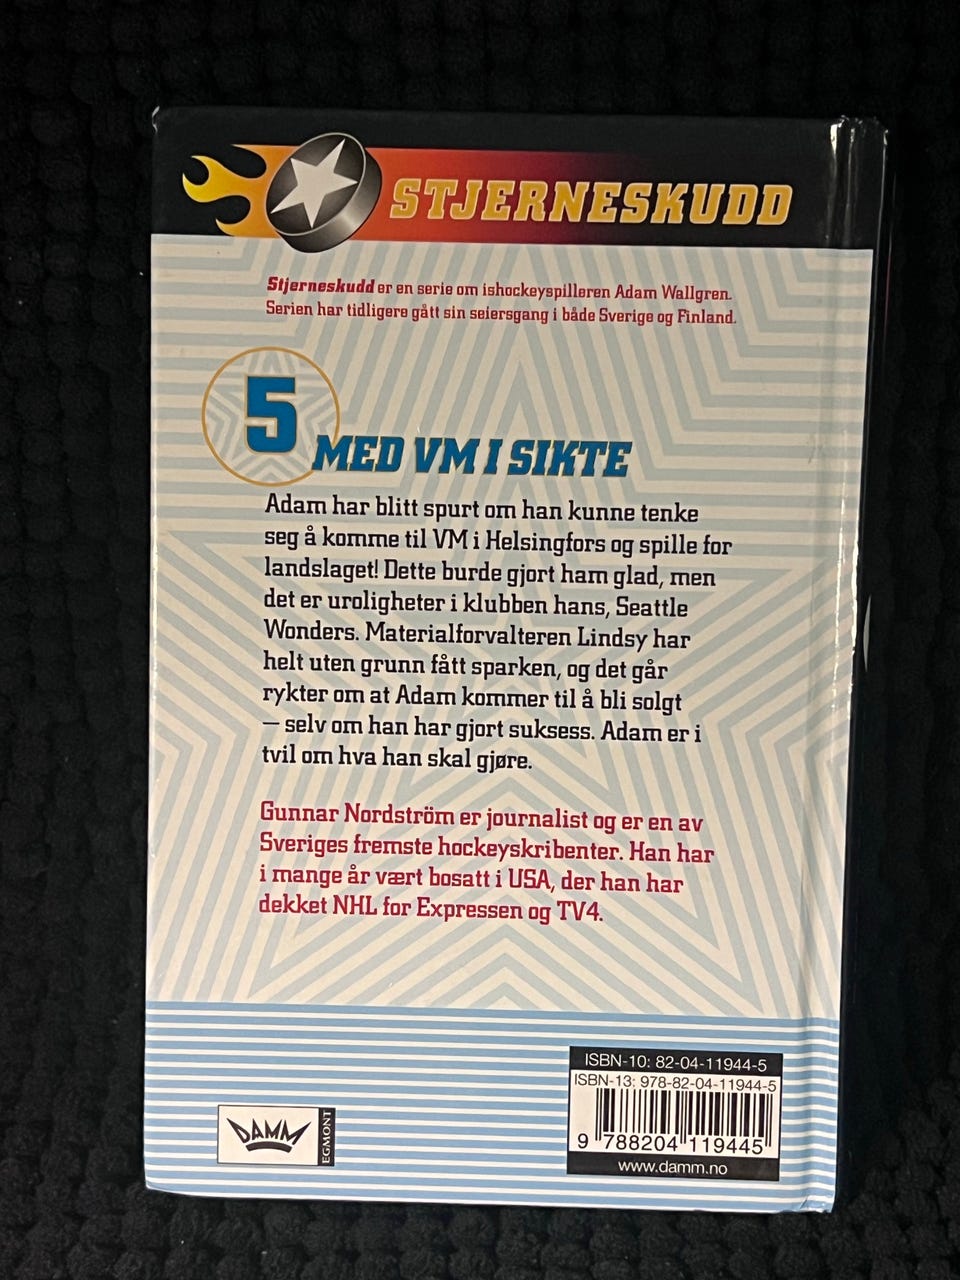 STJERNESKUDD
Stjerneskudd er en serie om ishockeyspilleren Adam Wallgren.
Serien har tidligere gått sin seiersgang i både Sverige og Finland.
5
MED VM I SIKTE
Adam har blitt spurt om han kunne tenke
seg å komme til VM i Helsingfors og spille for
landslaget! Dette burde gjort ham glad, men
det er uroligheter i klubben hans, Seattle
Wonders. Materialforvalteren Lindsy har
helt uten grunn fått sparken, og det går
rykter om at Adam kommer til å bli solgt
– selv om han har gjort suksess. Adam er i
tvil om hva han skal gjøre.
Gunnar Nordström er journalist og er en av
Sveriges fremste hockeyskribenter. Han har
i mange år vært bosatt i USA, der han har
dekket NHL for Expressen og TV4.
ISBN-10: 82-04-11944-5
ISBN-13: 978-82-04-11944-5
9 788204 119445
www.damm.no
DAMM
EGMONT